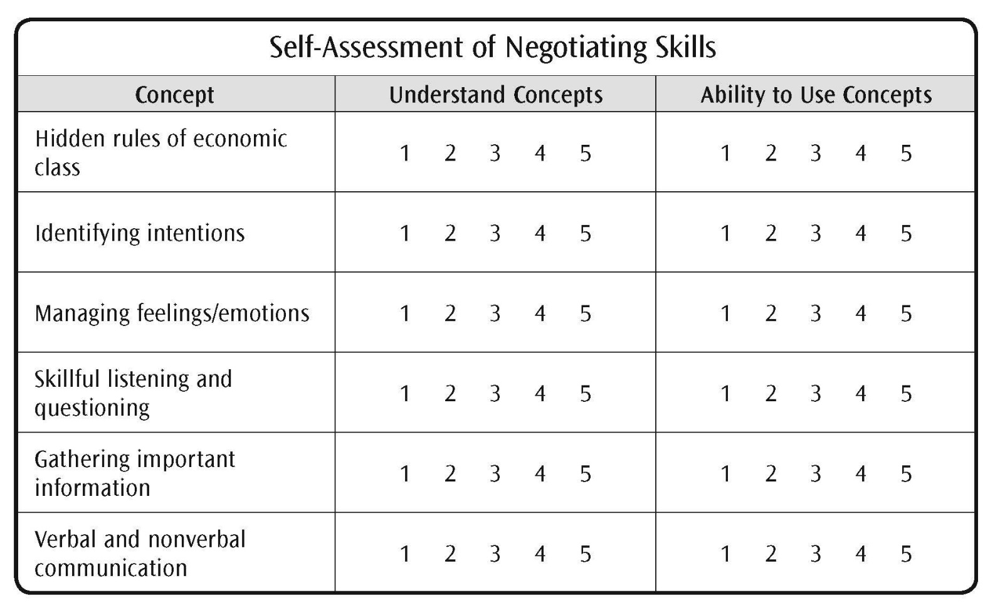 Self-Assessment of Negotiating Skills
Concept Understand Concepts Ability to Use Concepts
Hidden rules of economic
class
1 2 3 4 5 1 2 3 4 5
Identifying intentions 1 2 3 4 5 1 2 3 4 5
Managing feelings/emotions 1 2 3 4 5 1 2 3 4 5
Skillful listening and
questioning
1 2 3 4 5 1 2 3 4 5
Gathering important
information
1 2 3 4 5 1 2 3 4 5
Verbal and nonverbal
communication
1 2 3 4 5 1 2 3 4 5